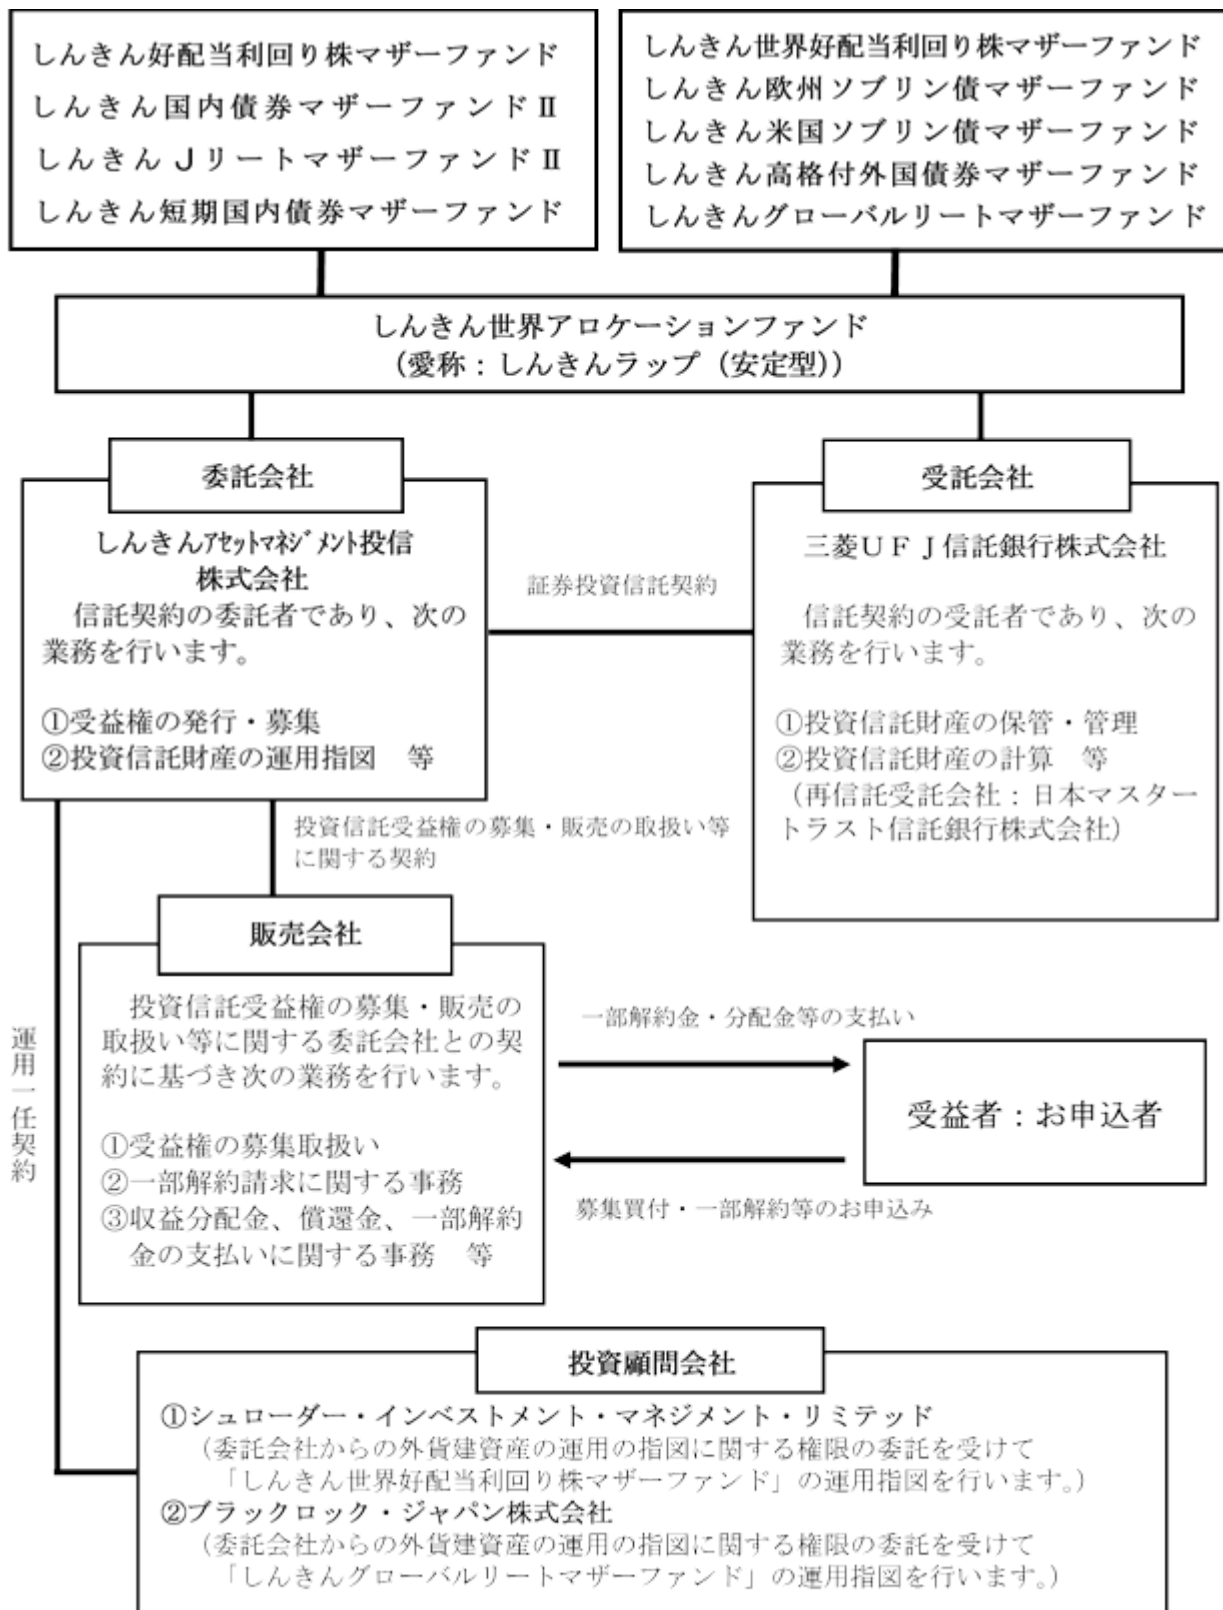 しんきん好配当利回り株マザーファンド
しんきん国内債券マザーファンドⅡ
しんきんＪリートマザーファンドⅡ
しんきん短期国内債券マザーファンド
しんきん世界好配当利回り株マザーファンド
しんきん欧州ソブリン債マザーファンド
しんきん米国ソブリン債マザーファンド
しんきん高格付外国債券マザーファンド
しんきんグローバルリートマザーファンド
しんきん世界アロケーションファンド
（愛称：しんきんラップ（安定型））
委託会社
しんきんｱｾｯﾄﾏﾈｼﾞﾒﾝﾄ投信
株式会社
信託契約の委託者であり、次の
業務を行います。
①受益権の発行・募集
②投資信託財産の運用指図　等
証券投資信託契約
受託会社
三菱ＵＦＪ信託銀行株式会社
信託契約の受託者であり、次の
業務を行います。
①投資信託財産の保管・管理
②投資信託財産の計算　等
（再信託受託会社：日本マスター
トラスト信託銀行株式会社）
投資信託受益権の募集・販売の取扱い等
に関する契約
販売会社
投資信託受益権の募集・販売の
取扱い等に関する委託会社との契
約に基づき次の業務を行います。
①受益権の募集取扱い
②一部解約請求に関する事務
③収益分配金、償還金、一部解約
金の支払いに関する事務　等
一部解約金・分配金等の支払い
受益者：お申込者
募集買付・一部解約等のお申込み
運用一任契約
投資顧問会社
①シュローダー・インベストメント・マネジメント・リミテッド
（委託会社からの外貨建資産の運用の指図に関する権限の委託を受けて
「しんきん世界好配当利回り株マザーファンド」の運用指図を行います。）
②ブラックロック・ジャパン株式会社
（委託会社からの外貨建資産の運用の指図に関する権限の委託を受けて
「しんきんグローバルリートマザーファンド」の運用指図を行います。）